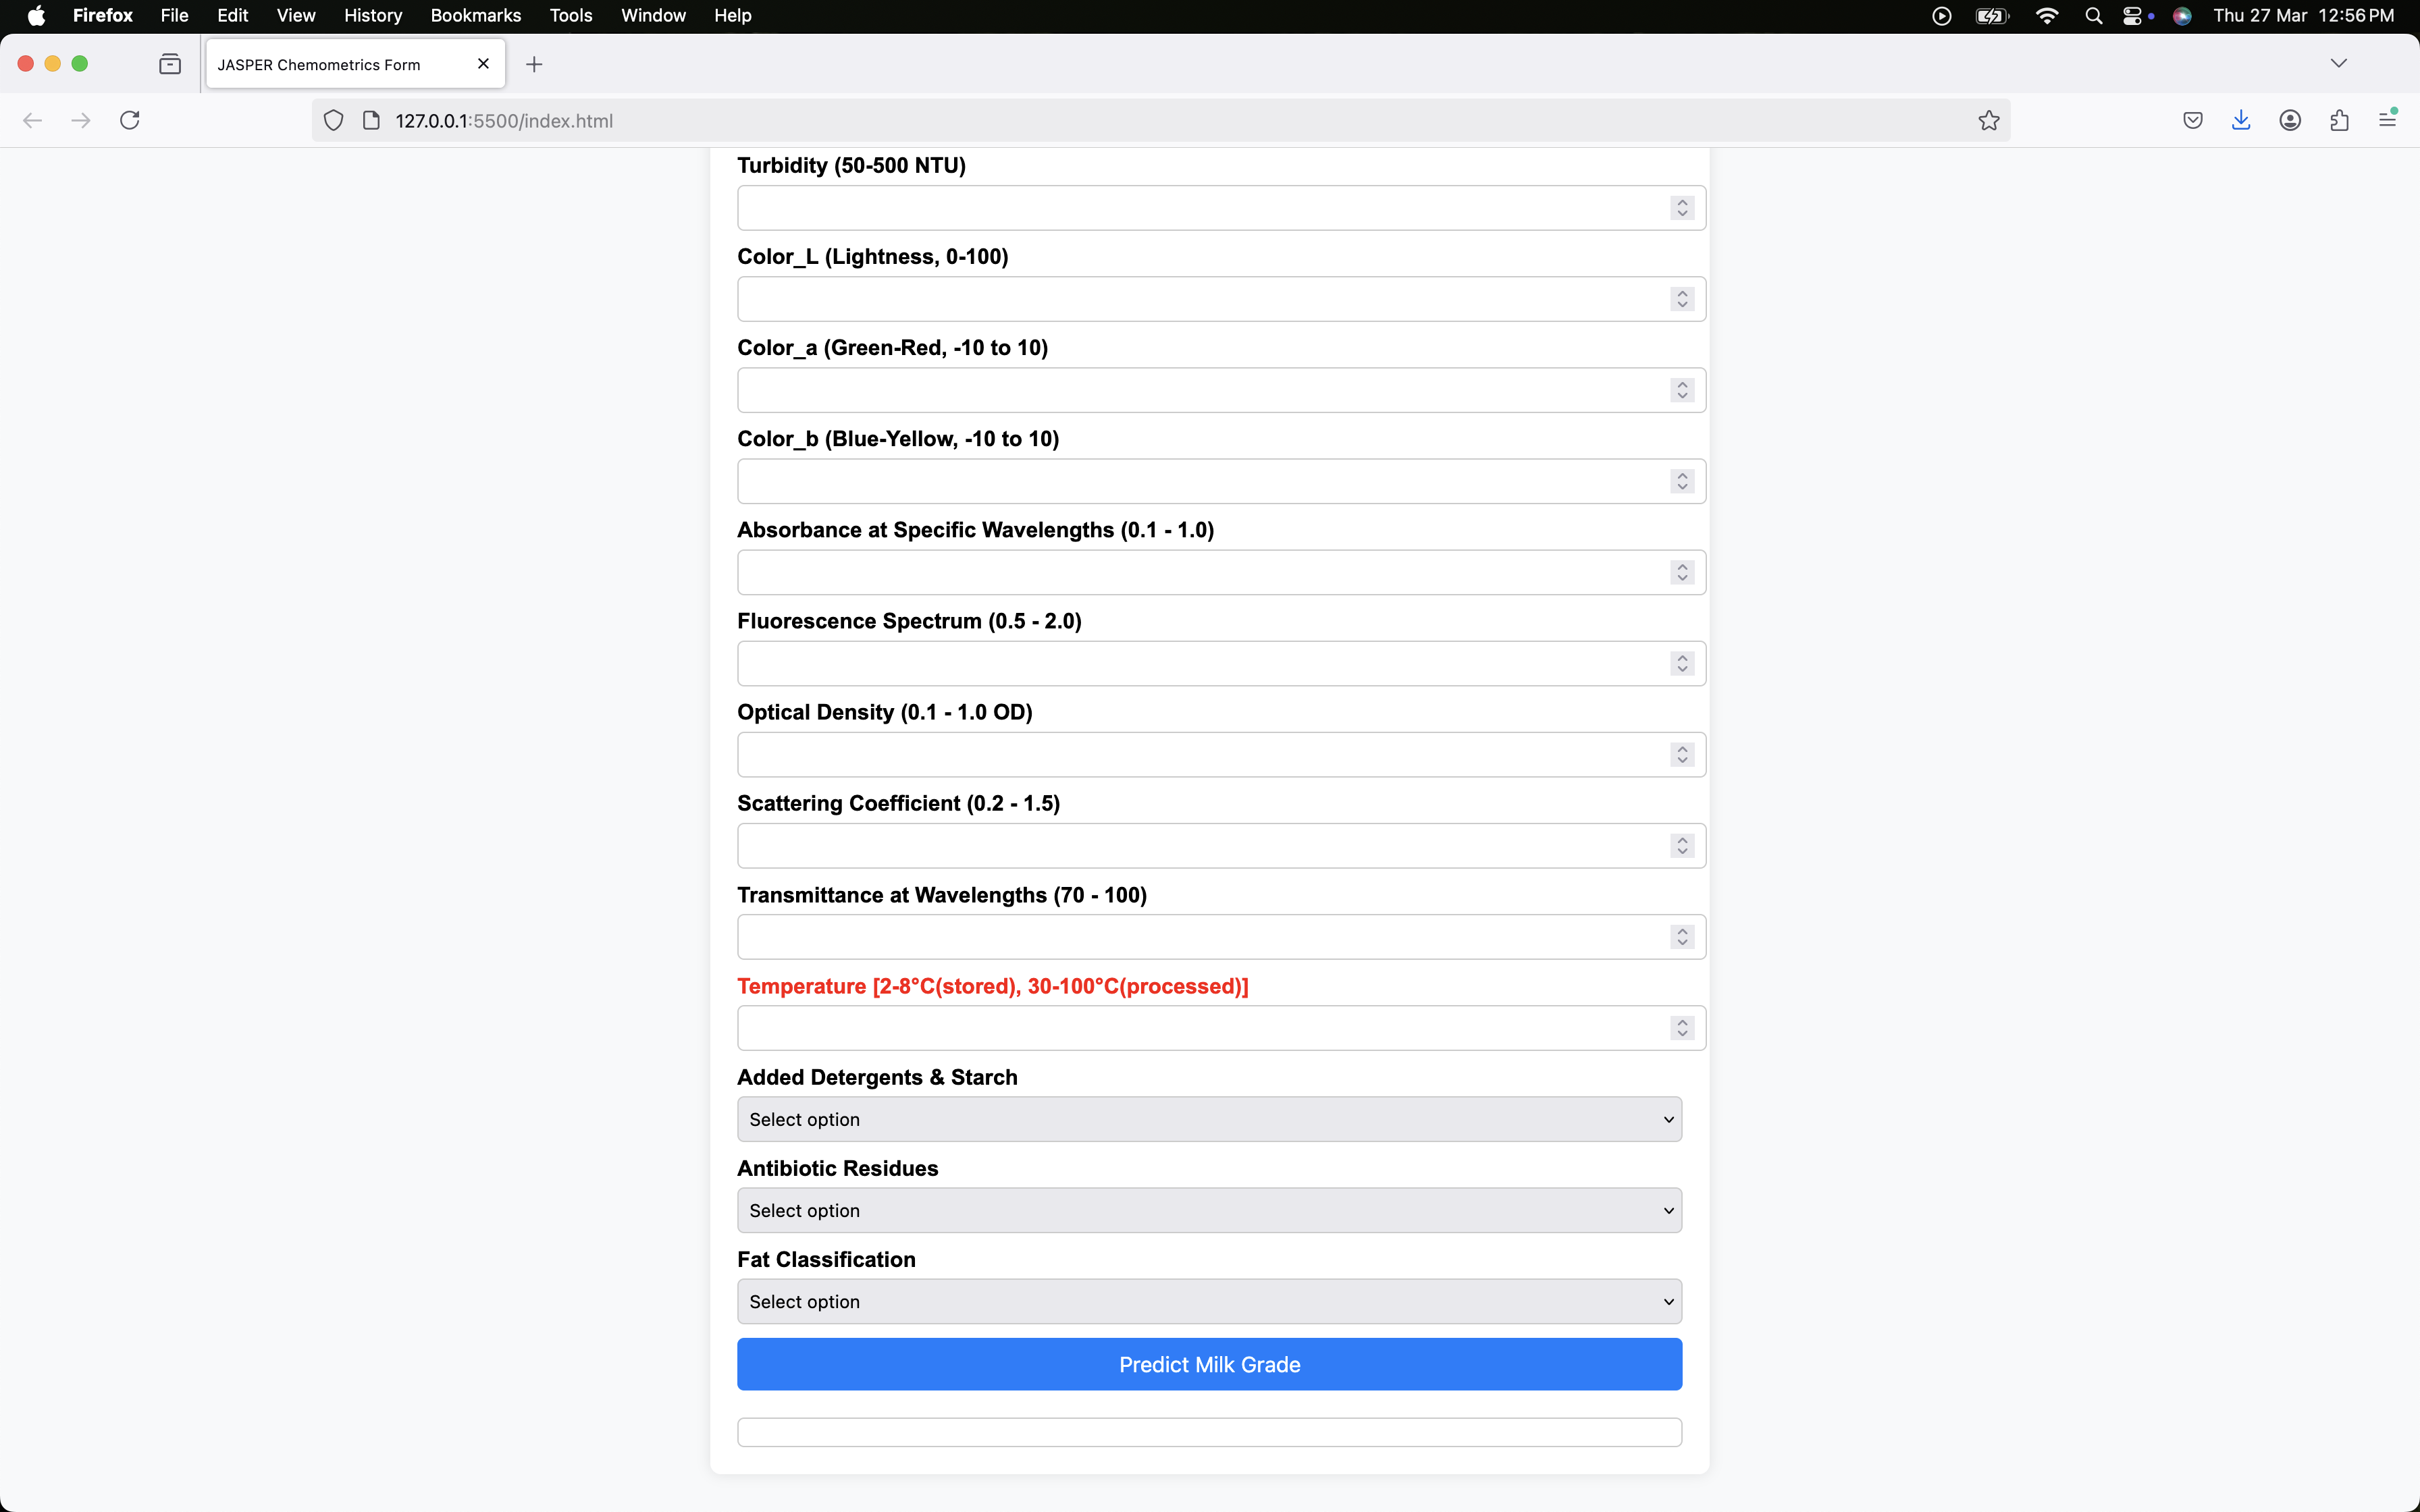 Firefox File Edit View History Bookmarks Tools Window Help Thu 27 Mar 12:56 PM
JASPER Chemometrics Form
127.0.0.1:5500/index.html
Turbidity (50-500 NTU)
Color_L (Lightness, 0-100)
Color_a (Green-Red, -10 to 10)
Color_b (Blue-Yellow, -10 to 10)
Absorbance at Specific Wavelengths (0.1 - 1.0)
Fluorescence Spectrum (0.5 - 2.0)
Optical Density (0.1 - 1.0 OD)
Scattering Coefficient (0.2 - 1.5)
Transmittance at Wavelengths (70 - 100)
Temperature [2-8°C(stored), 30-100°C(processed)]
Added Detergents & Starch
Select option
Antibiotic Residues
Select option
Fat Classification
Select option
Predict Milk Grade